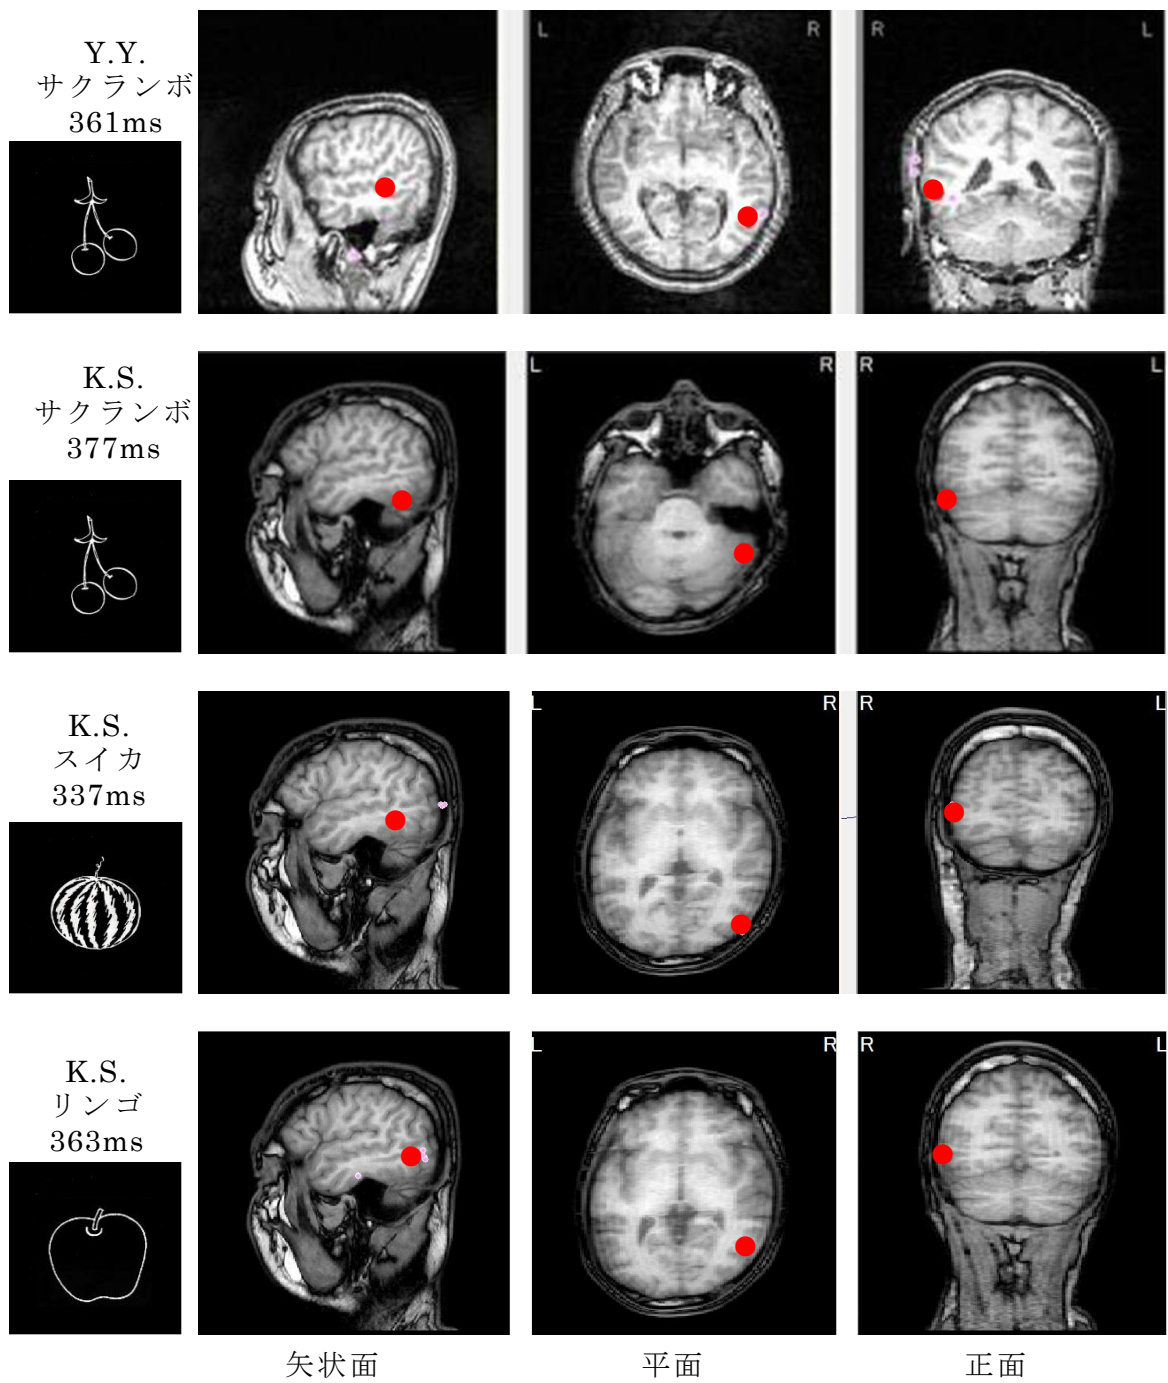 Y.Y.
サクランボ
361ms
L R
R L
K.S.
サクランボ
377ms
L R
R L
K.S.
スイカ
337ms
L R
R L
K.S.
リンゴ
363ms
L R
R L
矢状面 平面 正面